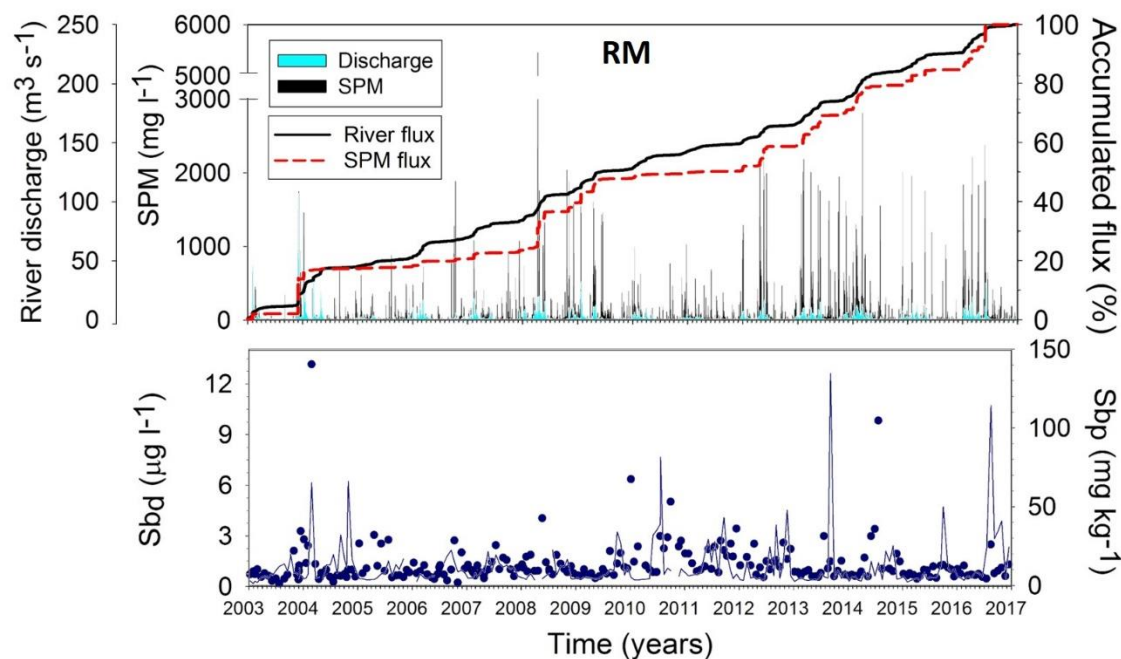 RM
River discharge (m3 s-1)
250
200
150
100
50
0
SPM (mg l-1)
6000
5000
3000
2000
1000
0
Discharge
SPM
River flux
SPM flux
100
80
60
40
20
0
Accumulated flux (%)
Sbd (µg l-1)
12
9
6
3
0
150
100
50
0
Sbp (mg kg-1)
2003 2004 2005 2006 2007 2008 2009 2010 2011 2012 2013 2014 2015 2016 2017
Time (years)